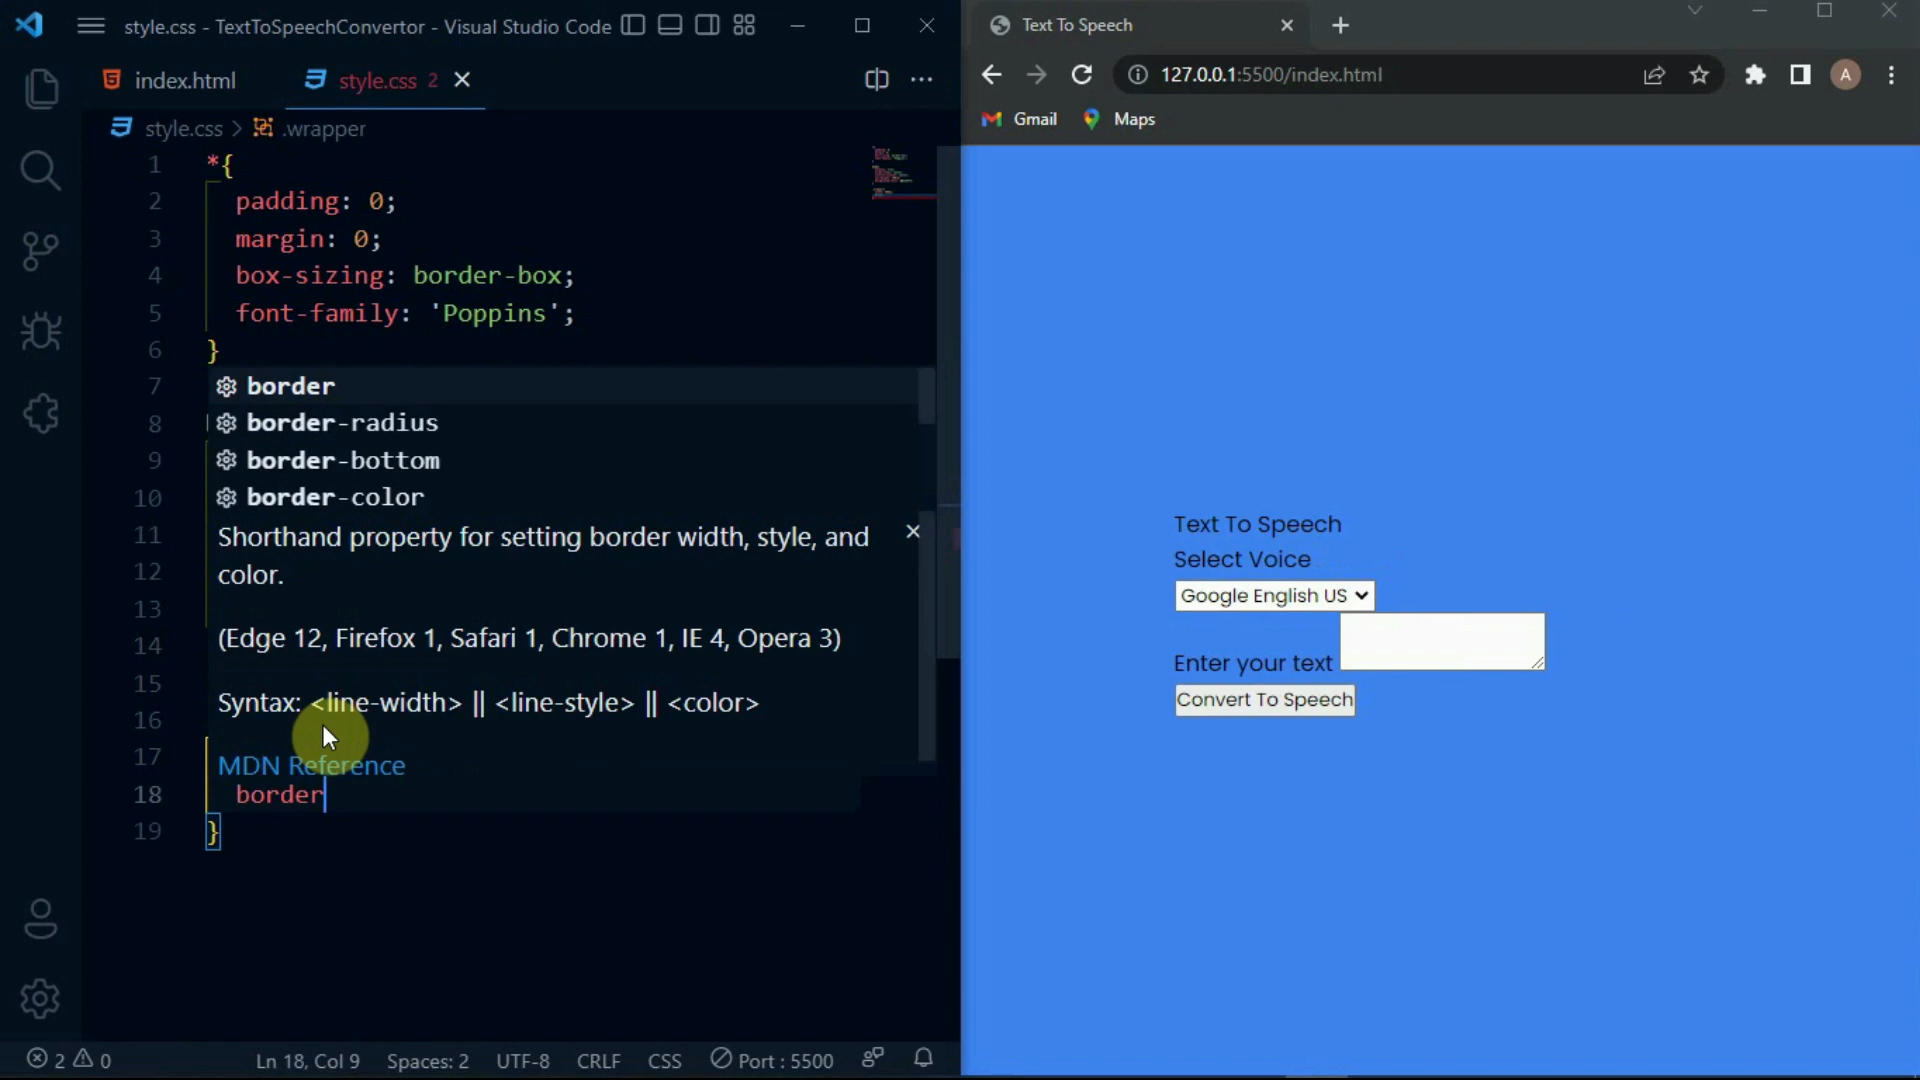 style.css - TextToSpeechConvertor - Visual Studio Code
index.html
style.css 2
style.css > .wrapper
1 *{
2 padding: 0;
3 margin: 0;
4 box-sizing: border-box;
5 font-family: 'Poppins';
6 }
7 border
8 border-radius
9 border-bottom
10 border-color
11 Shorthand property for setting border width, style, and
12 color.
13
14 (Edge 12, Firefox 1, Safari 1, Chrome 1, IE 4, Opera 3)
15
16 Syntax: <line-width> || <line-style> || <color>
17 MDN Reference
18 border
19 }
2 0
Ln 18, Col 9
Spaces: 2
UTF-8
CRLF
CSS
Port : 5500
Text To Speech
127.0.0.1:5500/index.html
A
Gmail
Maps
Text To Speech
Select Voice
Google English US
Enter your text
Convert To Speech